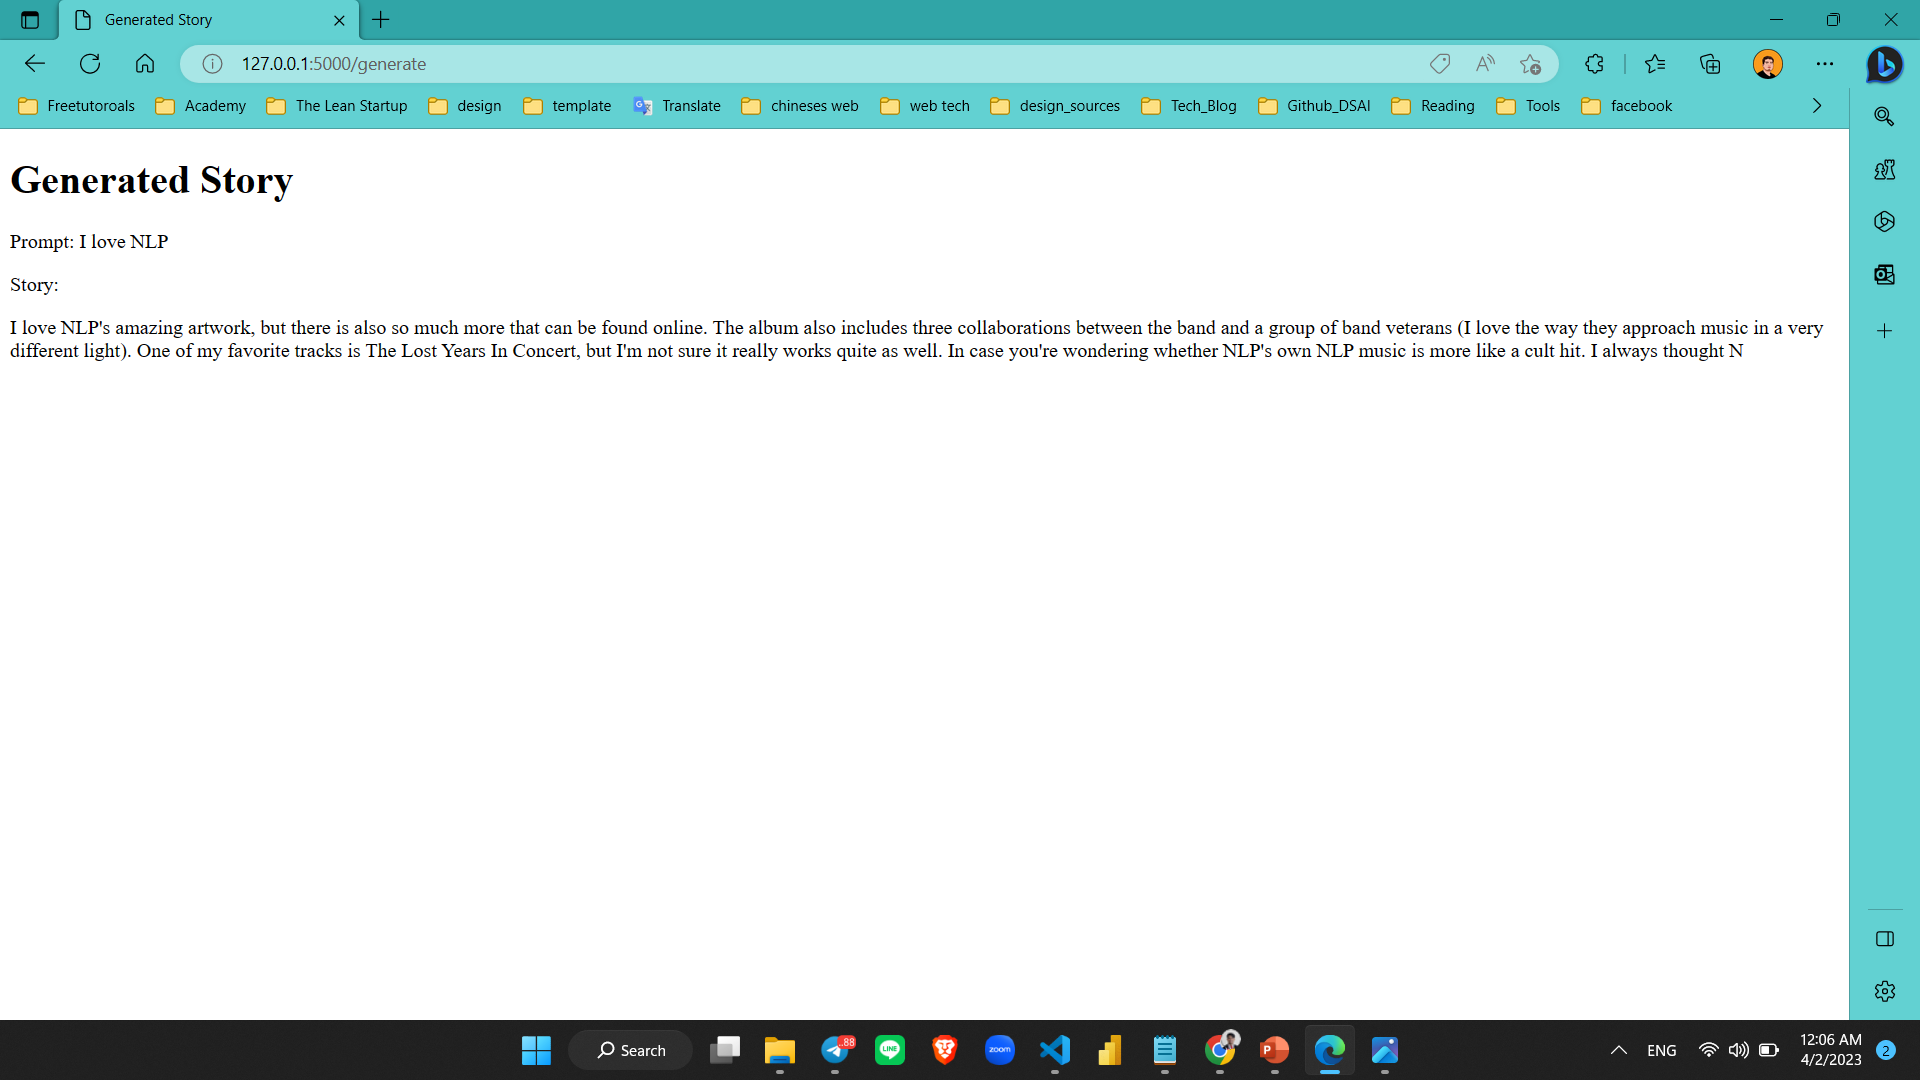 Generated Story
127.0.0.1:5000/generate
Freetutoroals Academy The Lean Startup design template Translate chineses web web tech design_sources Tech_Blog Github_DSAI Reading Tools facebook
Generated Story
Prompt: I love NLP
Story:
I love NLP's amazing artwork, but there is also so much more that can be found online. The album also includes three collaborations between the band and a group of band veterans (I love the way they approach music in a very
different light). One of my favorite tracks is The Lost Years In Concert, but I'm not sure it really works quite as well. In case you're wondering whether NLP's own NLP music is more like a cult hit. I always thought N
Search
.88
LINE
zoom
P
ENG
12:06 AM
4/2/2023
2